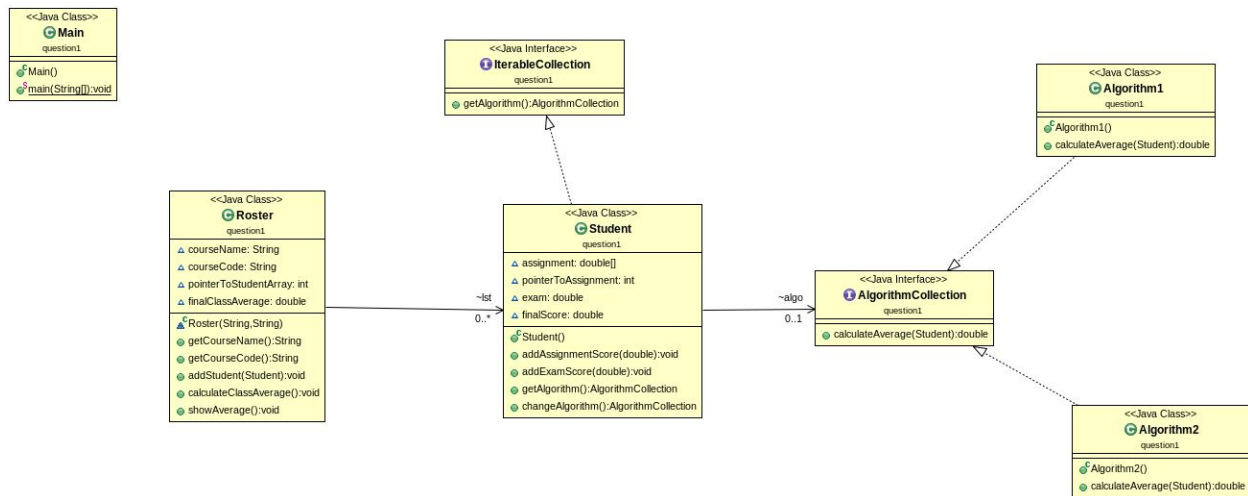 <<Java Class>>
Main
question1
Main()
main(String[]):void
<<Java Interface>>
IterableCollection
question1
getAlgorithm():AlgorithmCollection
<<Java Class>>
Algorithm1
question1
Algorithm1()
calculateAverage(Student):double
<<Java Class>>
Roster
question1
courseName: String
courseCode: String
pointerToStudentArray: int
finalClassAverage: double
Roster(String,String)
getCourseName():String
getCourseCode():String
addStudent(Student):void
calculateClassAverage():void
showAverage():void
~lst
0..*
<<Java Class>>
Student
question1
assignment: double[]
pointerToAssignment: int
exam: double
finalScore: double
Student()
addAssignmentScore(double):void
addExamScore(double):void
getAlgorithm():AlgorithmCollection
changeAlgorithm():AlgorithmCollection
~algo
0..1
<<Java Interface>>
AlgorithmCollection
question1
calculateAverage(Student):double
<<Java Class>>
Algorithm2
question1
Algorithm2()
calculateAverage(Student):double